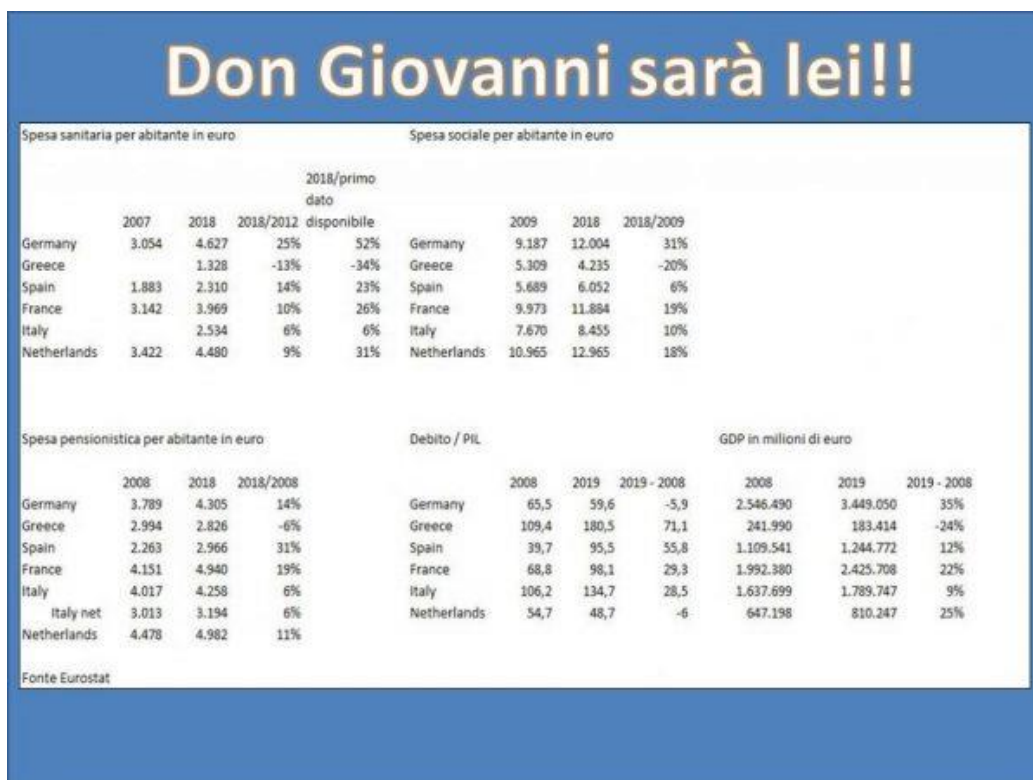 Don Giovanni sarà lei!!
Spesa sanitaria per abitante in euro
2018/primo
dato
2007 2018 2018/2012 disponibile
Germany 3.054 4.627 25% 52%
Greece 1.328 -13% -34%
Spain 1.883 2.310 14% 23%
France 3.142 3.969 10% 26%
Italy 2.534 6% 6%
Netherlands 3.422 4.480 9% 31%
Spesa sociale per abitante in euro
2009 2018 2018/2009
Germany 9.187 12.004 31%
Greece 5.309 4.235 -20%
Spain 5.689 6.052 6%
France 9.973 11.884 19%
Italy 7.670 8.455 10%
Netherlands 10.965 12.965 18%
Spesa pensionistica per abitante in euro
2008 2018 2018/2008
Germany 3.789 4.305 14%
Greece 2.994 2.826 -6%
Spain 2.263 2.966 31%
France 4.151 4.940 19%
Italy 4.017 4.258 6%
Italy net 3.013 3.194 6%
Netherlands 4.478 4.982 11%
Debito / PIL
2008 2019 2019 - 2008
Germany 65,5 59,6 -5,9
Greece 109,4 180,5 71,1
Spain 39,7 95,5 55,8
France 68,8 98,1 29,3
Italy 106,2 134,7 28,5
Netherlands 54,7 48,7 -6
GDP in milioni di euro
2008 2019 2019 - 2008
2.546.490 3.449.050 35%
241.990 183.414 -24%
1.109.541 1.244.772 12%
1.992.380 2.425.708 22%
1.637.699 1.789.747 9%
647.198 810.247 25%
Fonte Eurostat